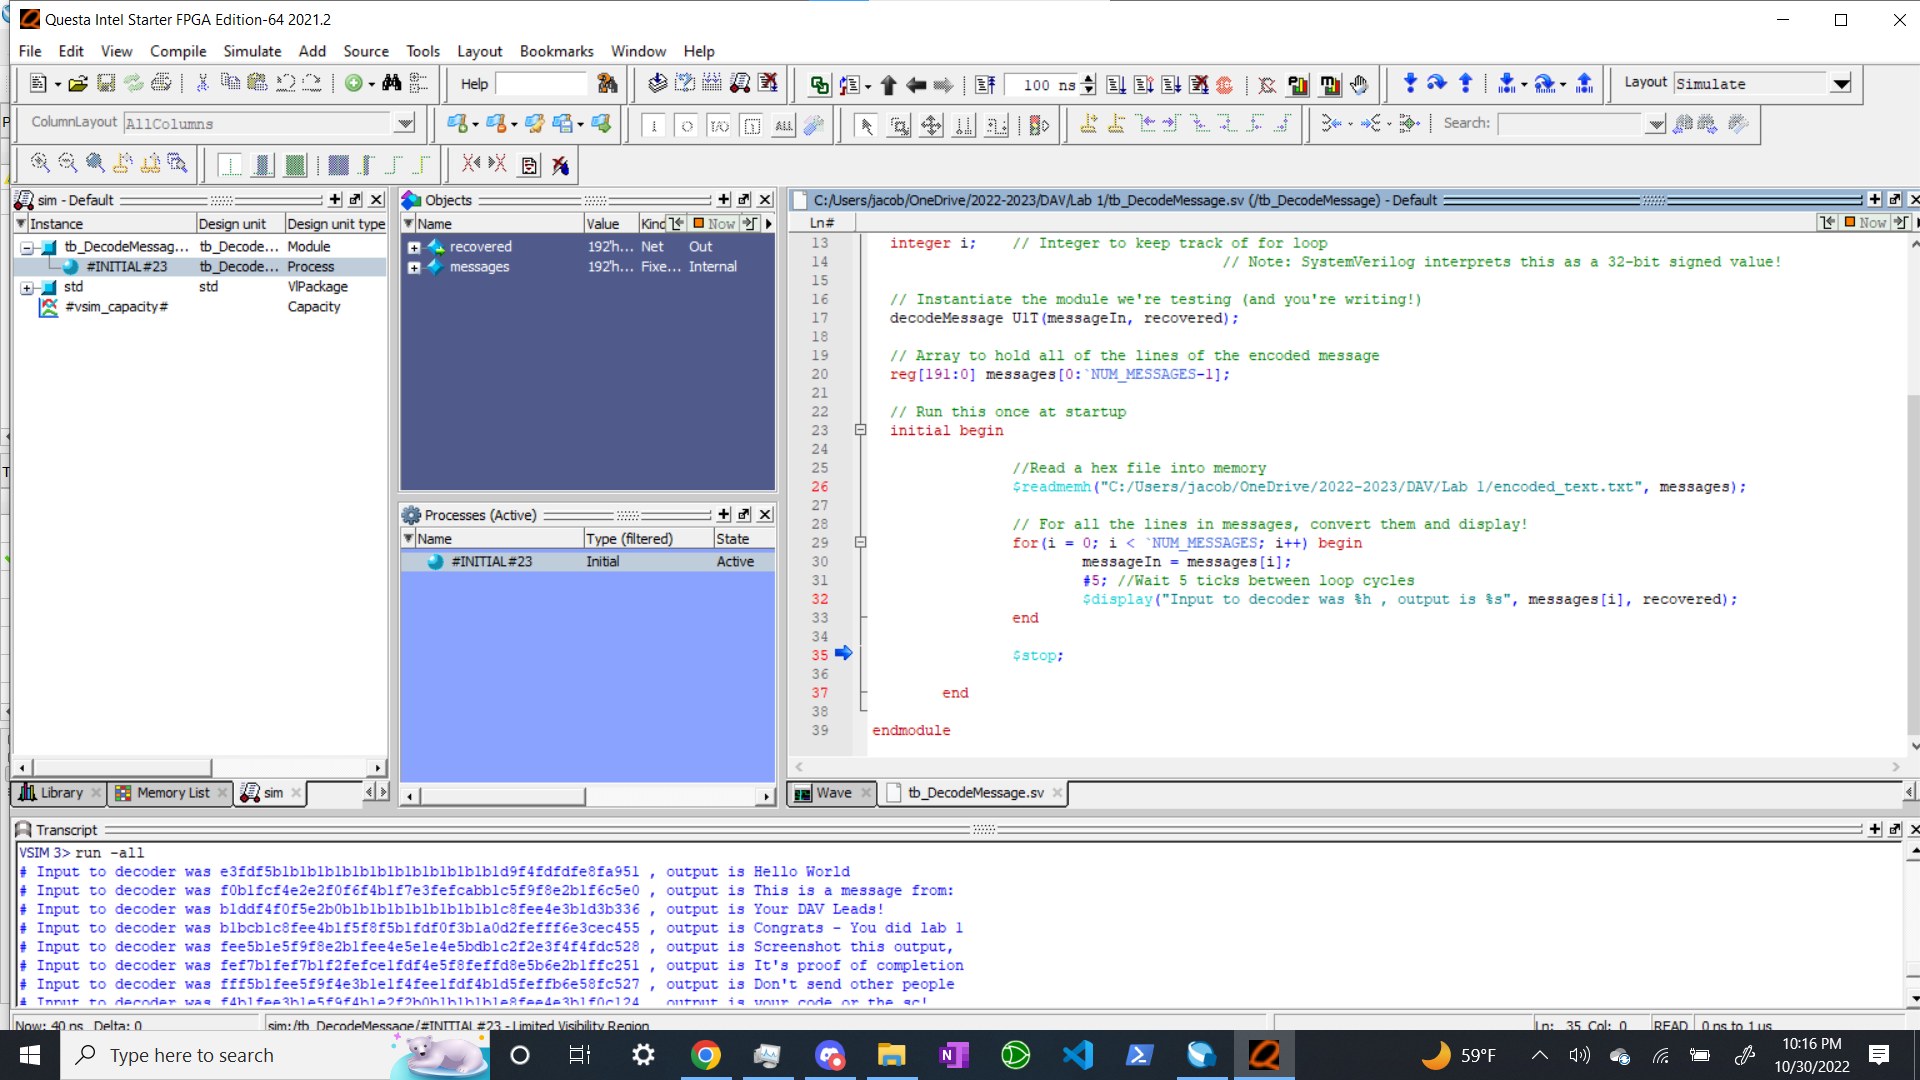 Questa Intel Starter FPGA Edition-64 2021.2
File Edit View Compile Simulate Add Source Tools Layout Bookmarks Window Help
Help
100 ns
Layout Simulate
ColumnLayout AllColumns
Search:
sim - Default
Instance Design unit Design unit type
tb_DecodeMessag... tb_Decode... Module
#INITIAL#23 tb_Decode... Process
std std VlPackage
#vsim_capacity# Capacity
Library Memory List sim
Objects
Name Value Kind Now
recovered 192'h... Net Out
messages 192'h... Fixe... Internal
Processes (Active)
Name Type (filtered) State
#INITIAL#23 Initial Active
C:/Users/jacob/OneDrive/2022-2023/DAV/Lab 1/tb_DecodeMessage.sv (/tb_DecodeMessage) - Default
Ln# Now
13 integer i; // Integer to keep track of for loop
14 // Note: SystemVerilog interprets this as a 32-bit signed value!
15
16 // Instantiate the module we're testing (and you're writing!)
17 decodeMessage U1T(messageIn, recovered);
18
19 // Array to hold all of the lines of the encoded message
20 reg[191:0] messages[0:`NUM_MESSAGES-1];
21
22 // Run this once at startup
23 initial begin
24
25 //Read a hex file into memory
26 $readmemh("C:/Users/jacob/OneDrive/2022-2023/DAV/Lab 1/encoded_text.txt", messages);
27
28 // For all the lines in messages, convert them and display!
29 for(i = 0; i < `NUM_MESSAGES; i++) begin
30 messageIn = messages[i];
31 #5; //Wait 5 ticks between loop cycles
32 $display("Input to decoder was %h , output is %s", messages[i], recovered);
33 end
34
35 $stop;
36
37 end
38
39 endmodule
Wave tb_DecodeMessage.sv
Transcript
VSIM 3> run -all
# Input to decoder was e3fdf5b1b1b1b1b1b1b1b1b1b1b1b1b1d9f4fdfdfe8fa951 , output is Hello World
# Input to decoder was f0b1fcf4e2e2f0f6f4b1f7e3fefcabb1c5f9f8e2b1f6c5e0 , output is This is a message from:
# Input to decoder was b1ddf4f0f5e2b0b1b1b1b1b1b1b1b1b1c8fee4e3b1d3b336 , output is Your DAV Leads!
# Input to decoder was b1bcb1c8fee4b1f5f8f5b1fdf0f3b1a0d2fefff6e3cec455 , output is Congrats - You did lab 1
# Input to decoder was fee5b1e5f9f8e2b1fee4e5e1e4e5bdb1c2f2e3f4f4fdc528 , output is Screenshot this output,
# Input to decoder was fef7b1fef7b1f2fefce1fdf4e5f8feffd8e5b6e2b1ffc251 , output is It's proof of completion
# Input to decoder was fff5b1fee5f9f4e3b1e1f4fee1fdf4b1d5feffb6e58fc527 , output is Don't send other people
# Input to decoder was f4b1fee3b1e5f9f4b1e2f2b0b1b1b1b1e8fee4e3b1f0c124 , output is your code or the sc!
Now: 40 ns Delta: 0
sim:/tb_DecodeMessage/#INITIAL#23 - Limited Visibility Region
Ln: 35 Col: 0 READ 0 ns to 1 us
Type here to search
59°F
10:16 PM
10/30/2022